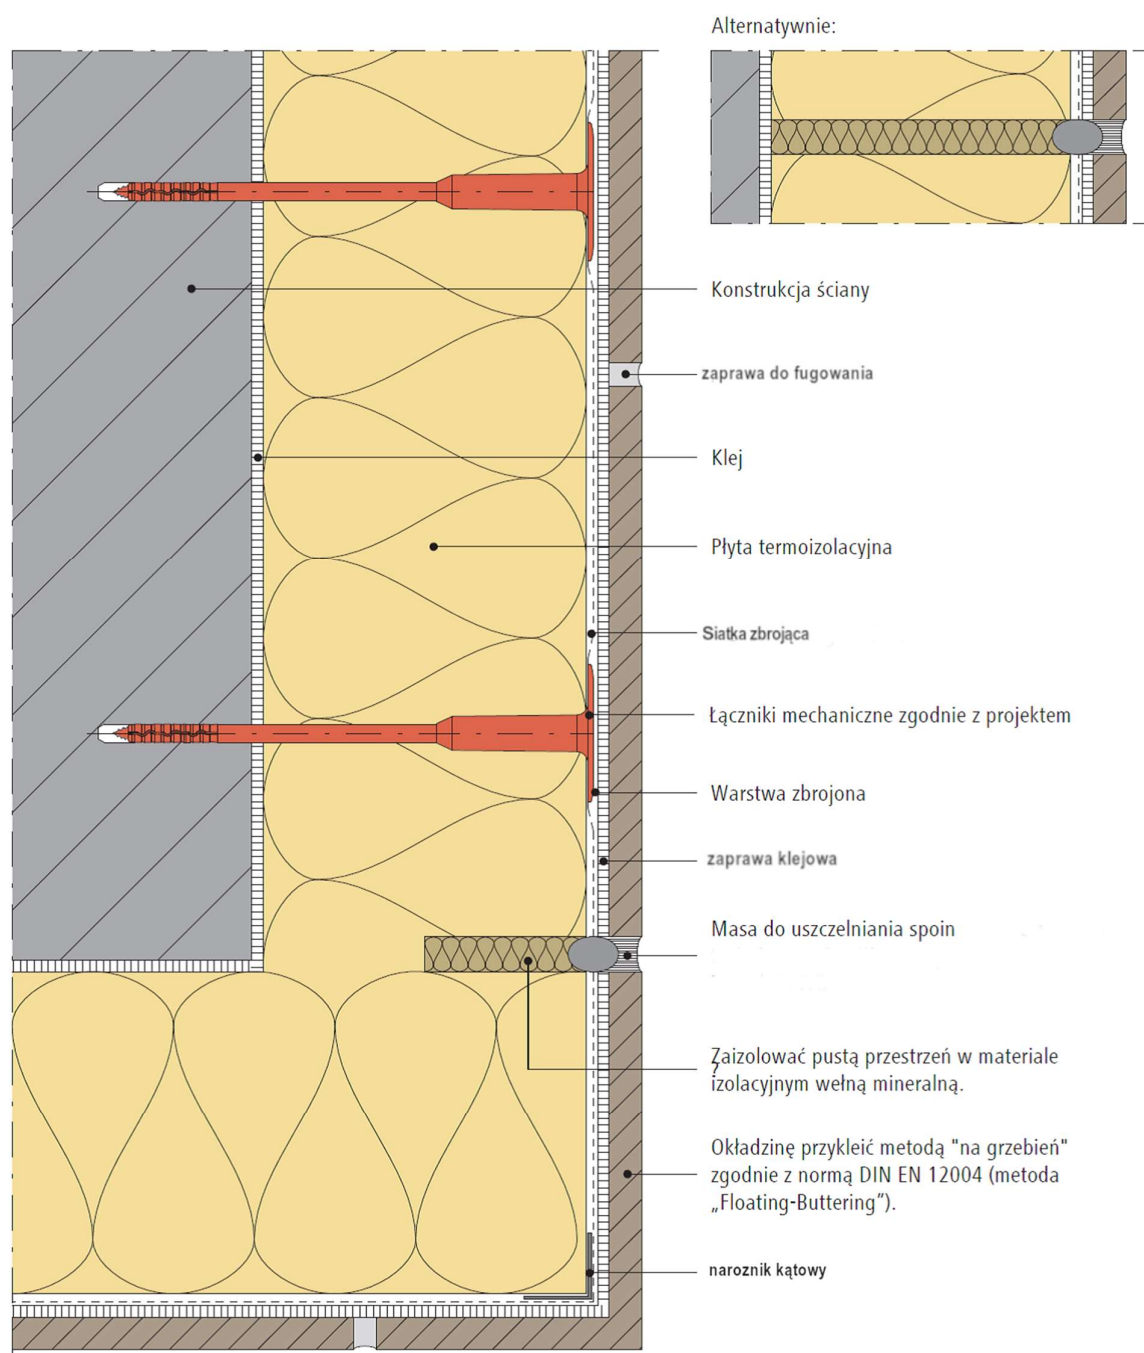 Alternatywnie:
Konstrukcja ściany
zaprawa do fugowania
Klej
Płyta termoizolacyjna
Siatka zbrojąca
Łączniki mechaniczne zgodnie z projektem
Warstwa zbrojona
zaprawa klejowa
Masa do uszczelniania spoin
Zaizolować pustą przestrzeń w materiale
?
izolacyjnym wełną mineralną.
Okładzinę przykleić metodą "na grzebień"
zgodnie z normą DIN EN 12004 (metoda
„Floating-Buttering”).
naroznik kątowy